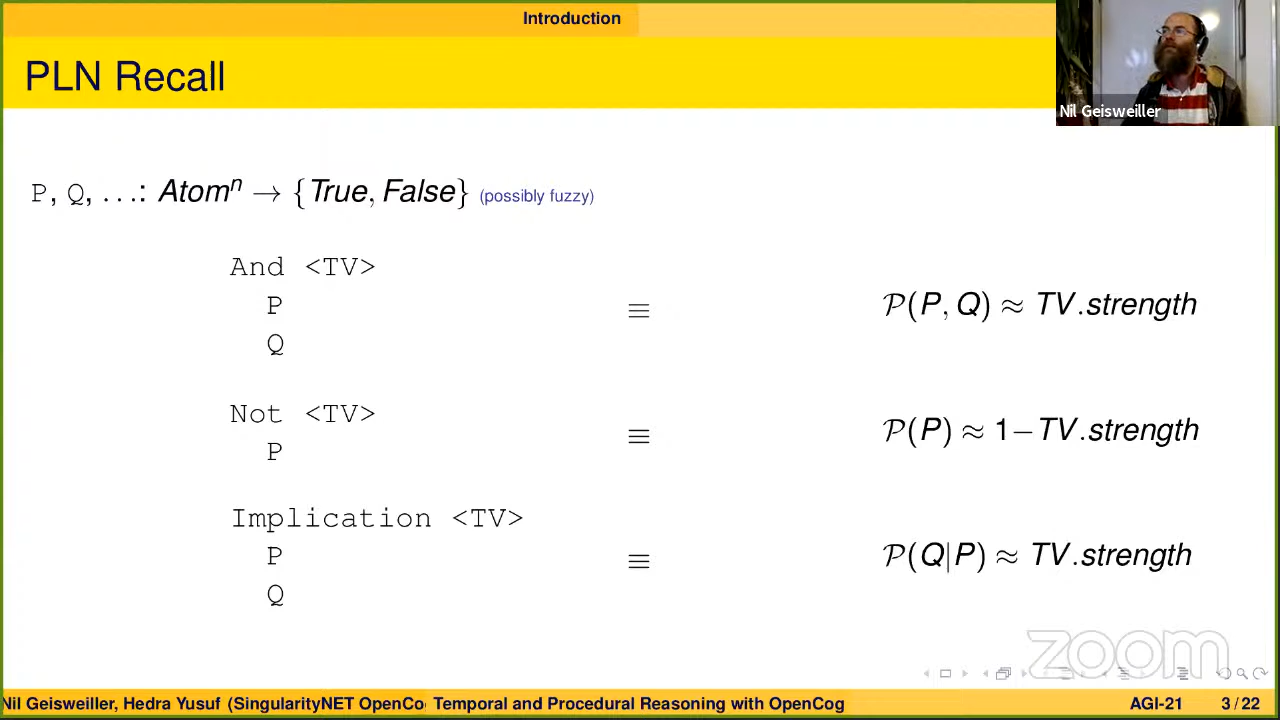 Introduction
PLN Recall
Nil Geisweiller
P, Q, ...: Atomⁿ → {True, False} (possibly fuzzy)
And <TV>
P
Q
≡
𝒫(P, Q) ≈ TV.strength
Not <TV>
P
≡
𝒫(P) ≈ 1−TV.strength
Implication <TV>
P
Q
≡
𝒫(Q|P) ≈ TV.strength
zoom
Nil Geisweiller, Hedra Yusuf (SingularityNET OpenCo Temporal and Procedural Reasoning with OpenCog AGI-21 3 / 22